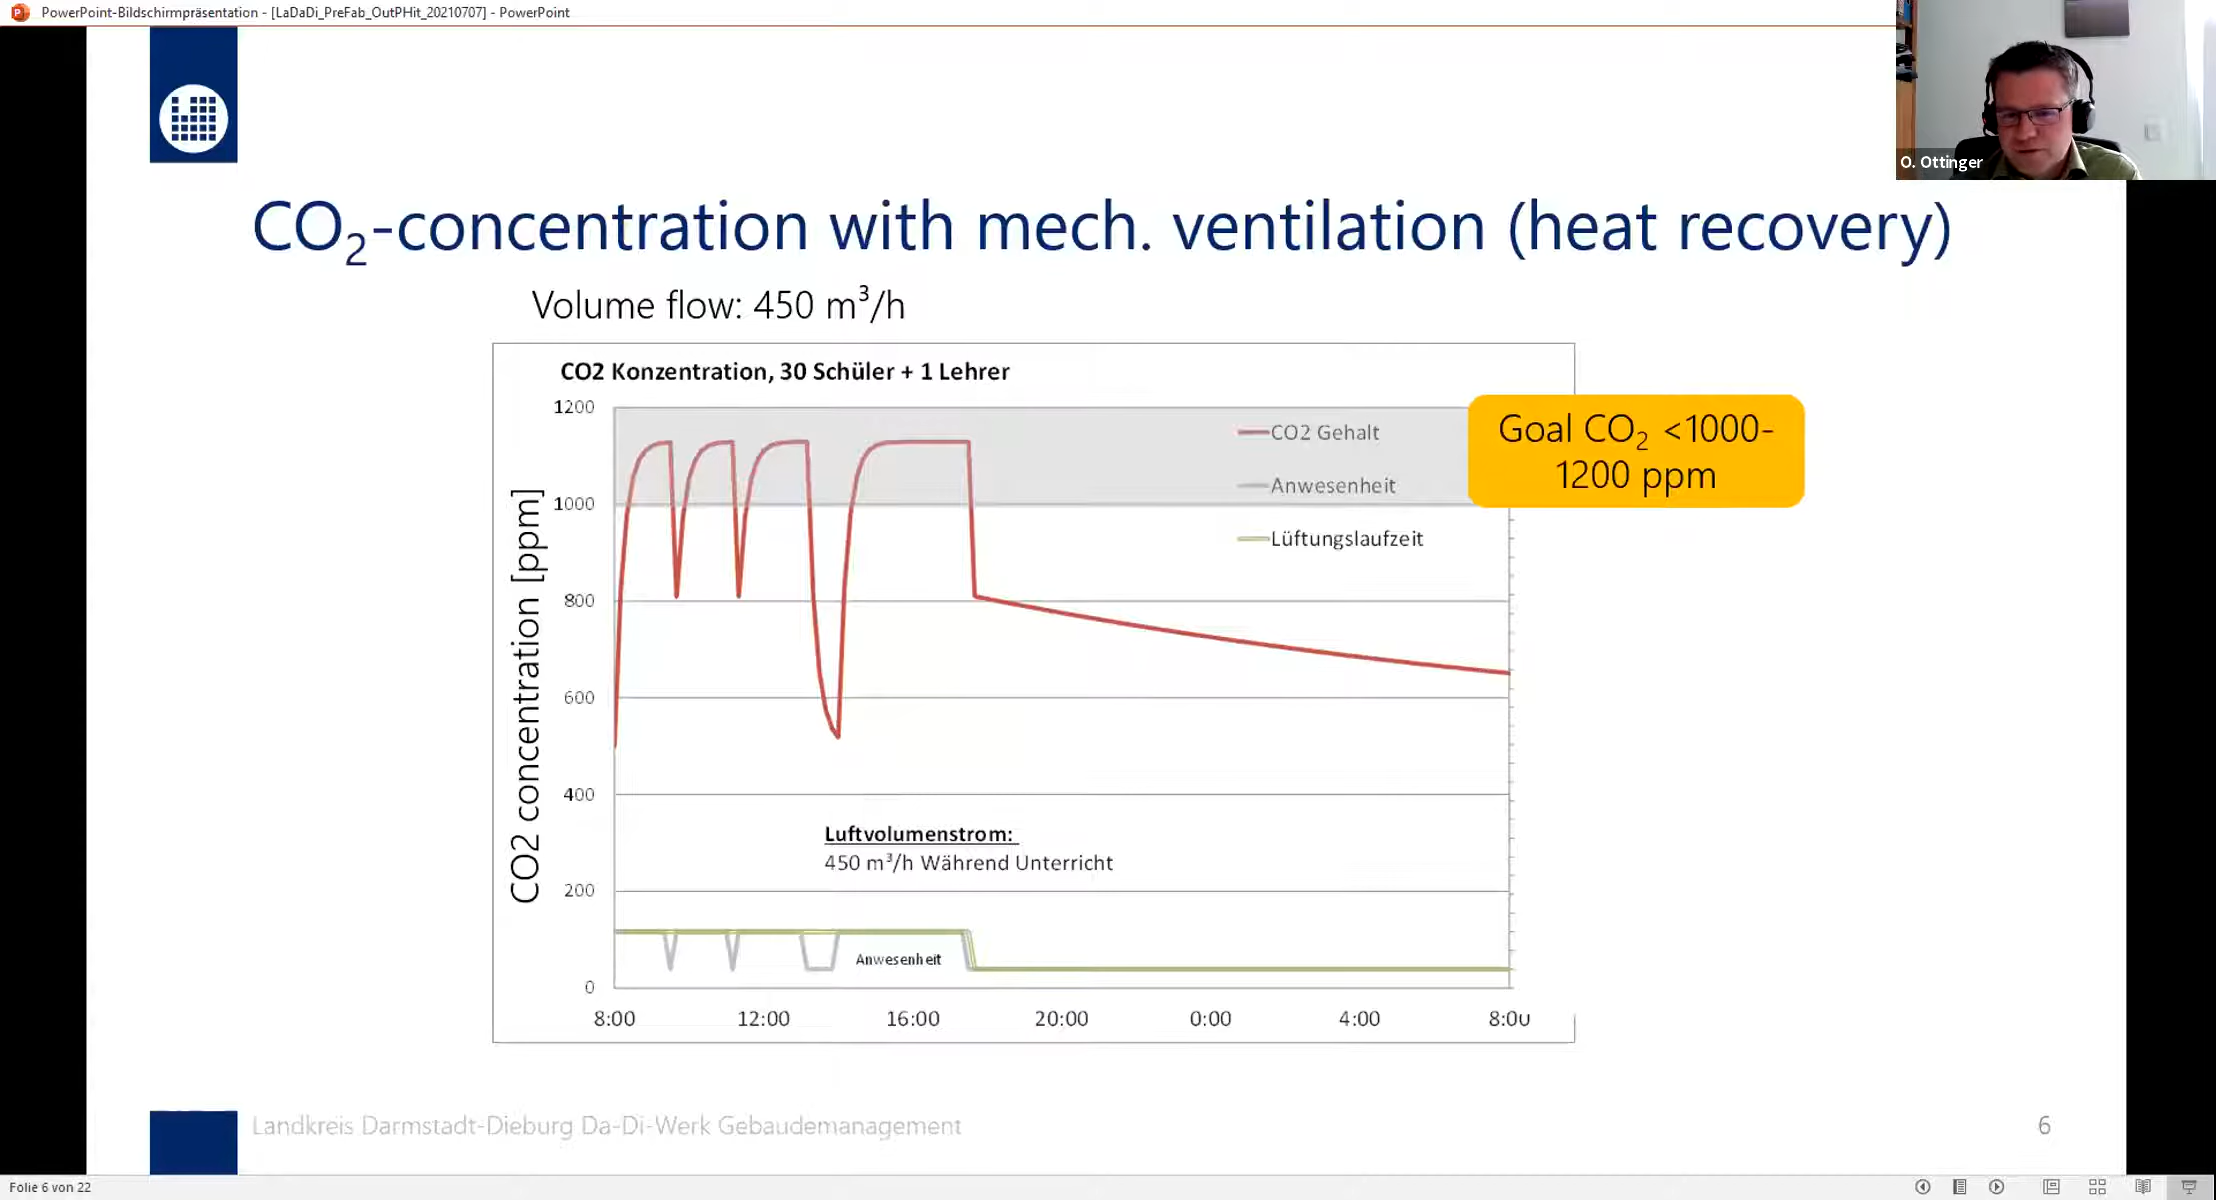 PowerPoint-Bildschirmpräsentation - [LaDaDi_PreFab_OutPHit_20210707] - PowerPoint
O. Ottinger
CO₂-concentration with mech. ventilation (heat recovery)
Volume flow: 450 m³/h
CO2 Konzentration, 30 Schüler + 1 Lehrer
Goal CO₂ <1000-
1200 ppm
CO2 Gehalt
Anwesenheit
Lüftungslaufzeit
CO2 concentration [ppm]
1200
1000
800
600
400
200
0
Luftvolumenstrom:
450 m³/h Während Unterricht
Anwesenheit
8:00 12:00 16:00 20:00 0:00 4:00 8:00
Landkreis Darmstadt-Dieburg Da-Di-Werk Gebäudemanagement
6
Folie 6 von 22